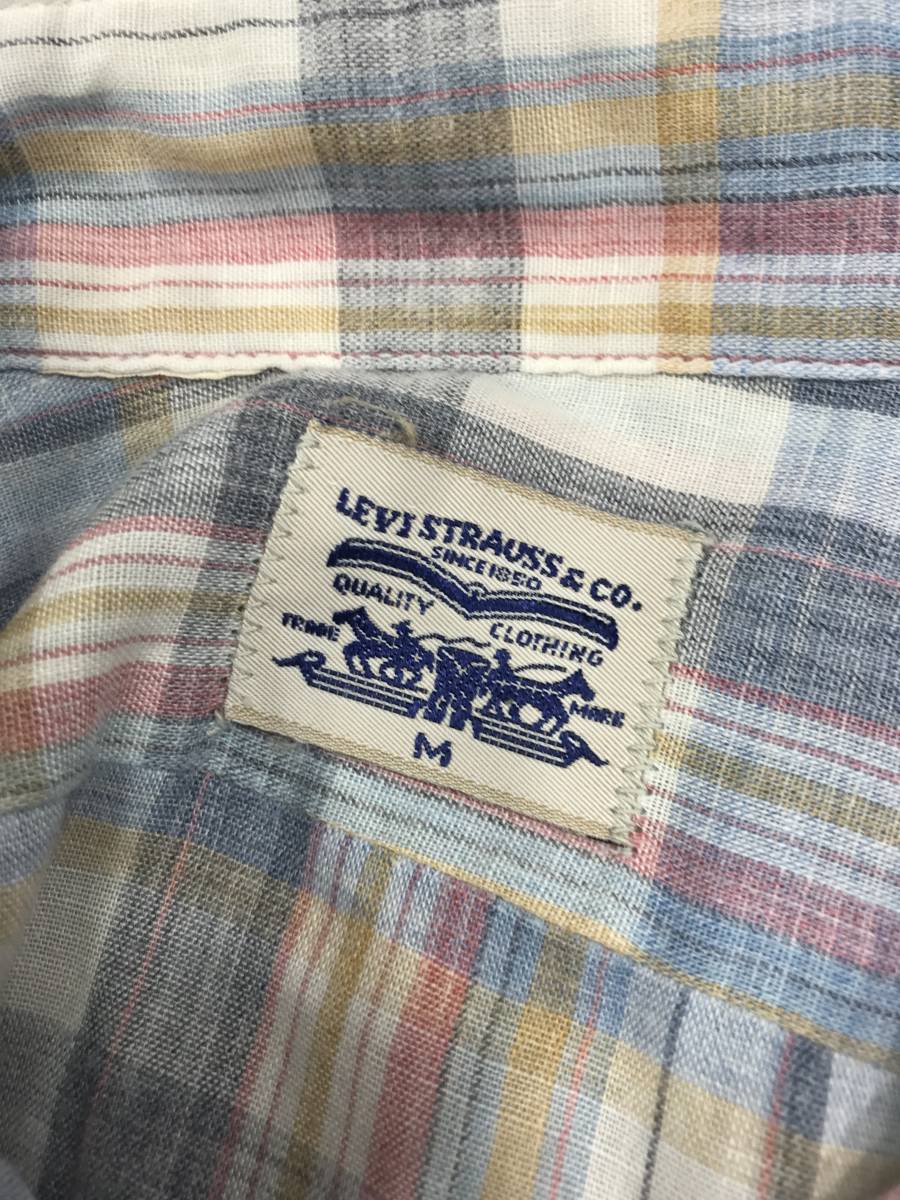 LEVI STRAUSS & CO.
SINCE 1850
QUALITY CLOTHING
TRADE MARK
M